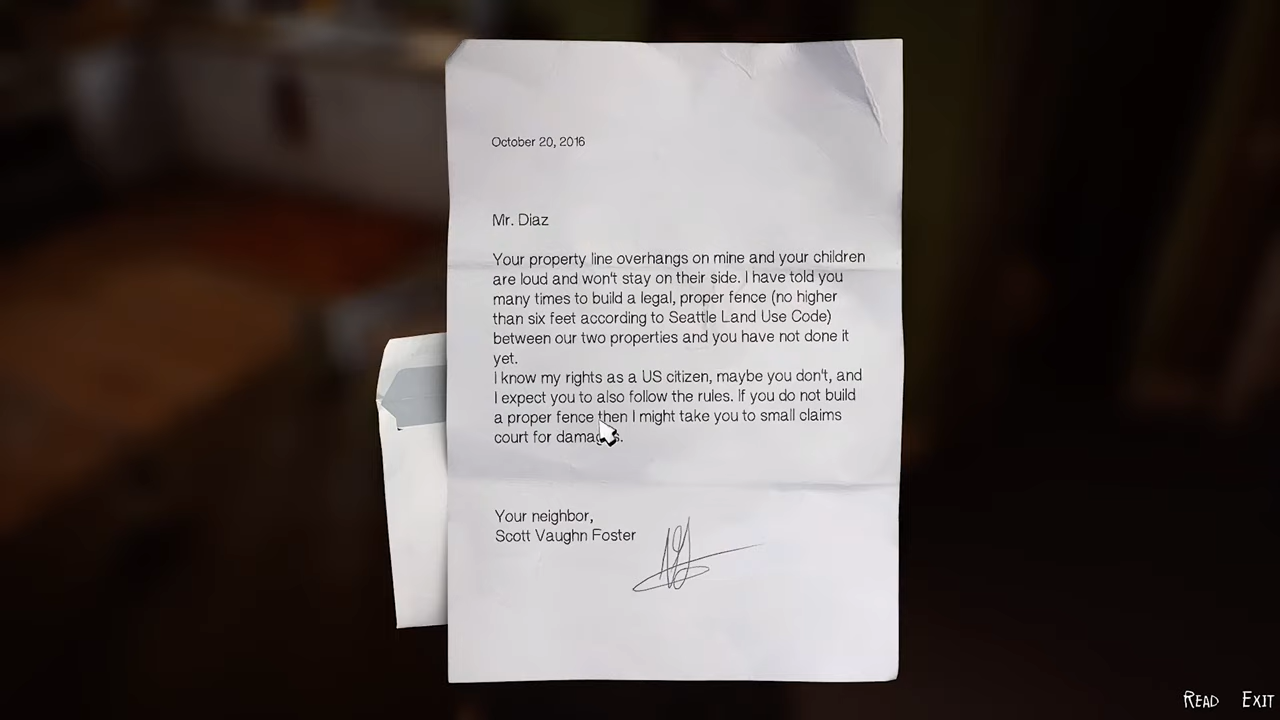 October 20, 2016
Mr. Diaz
Your property line overhangs on mine and your children
are loud and won't stay on their side. I have told you
many times to build a legal, proper fence (no higher
than six feet according to Seattle Land Use Code)
between our two properties and you have not done it
yet.
I know my rights as a US citizen, maybe you don't, and
I expect you to also follow the rules. If you do not build
a proper fence then I might take you to small claims
court for damages.
Your neighbor,
Scott Vaughn Foster
READ EXIT